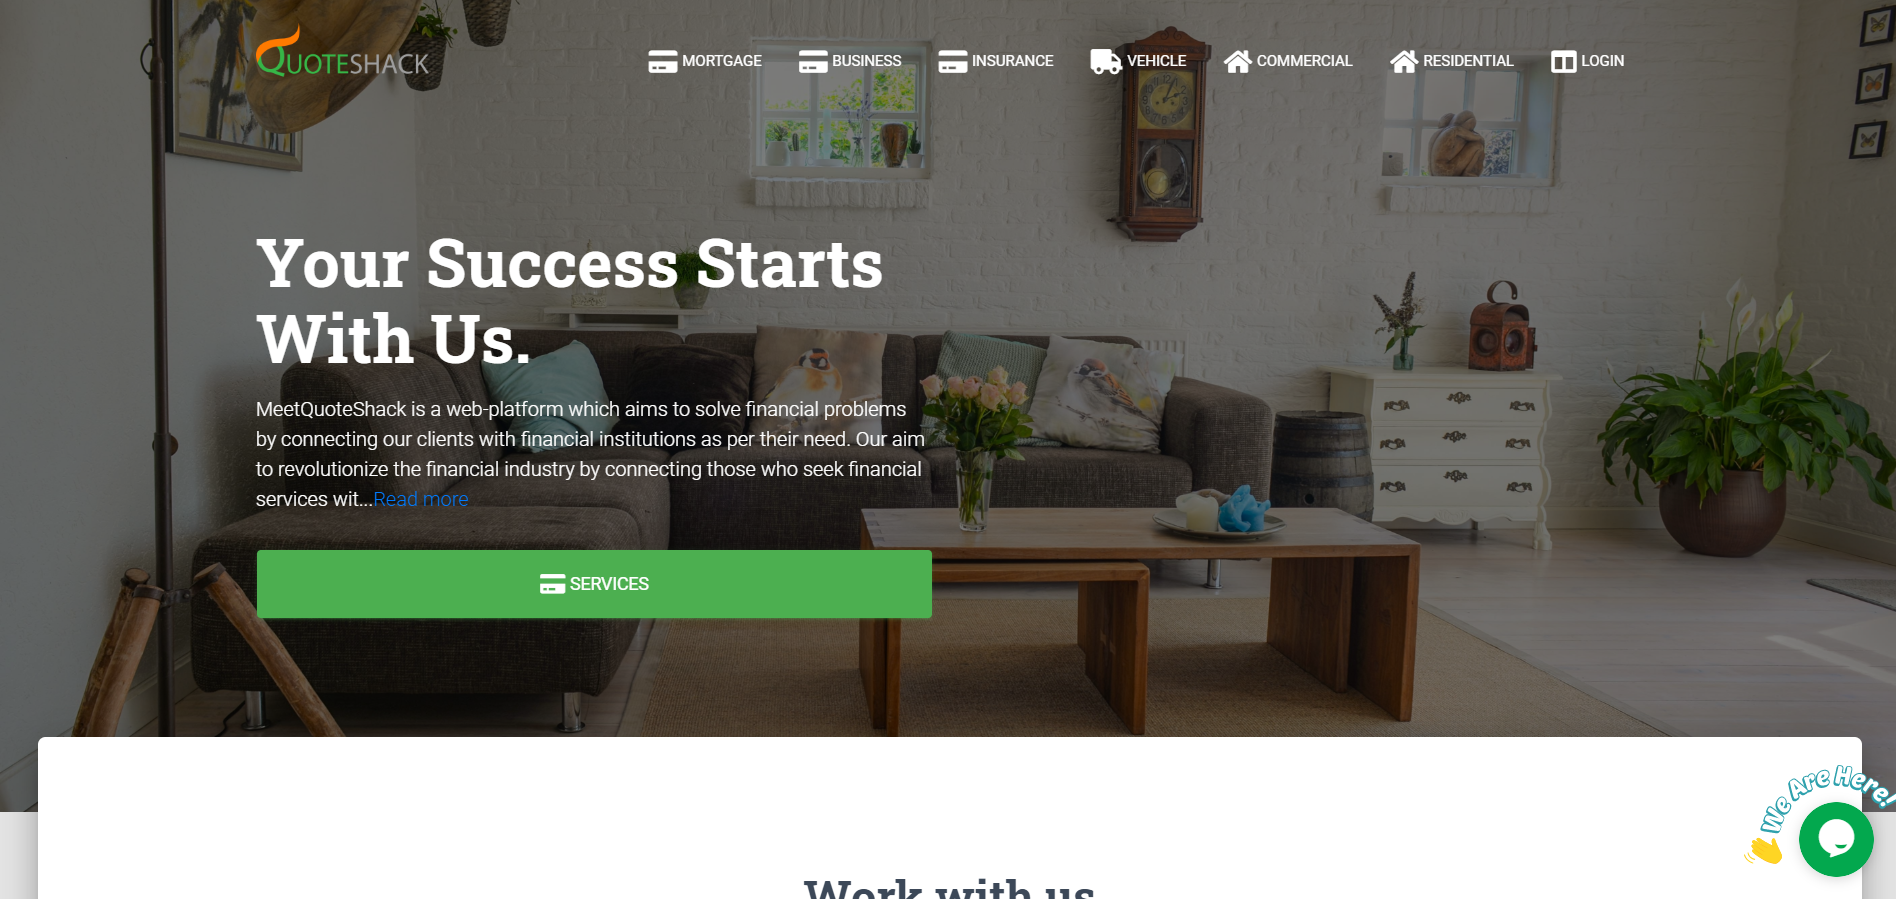 QUOTESHACK
MORTGAGE BUSINESS INSURANCE VEHICLE COMMERCIAL RESIDENTIAL LOGIN
Your Success Starts
With Us.
MeetQuoteShack is a web-platform which aims to solve financial problems
by connecting our clients with financial institutions as per their need. Our aim
to revolutionize the financial industry by connecting those who seek financial
services wit...Read more
SERVICES
We Are Here!
Work with us